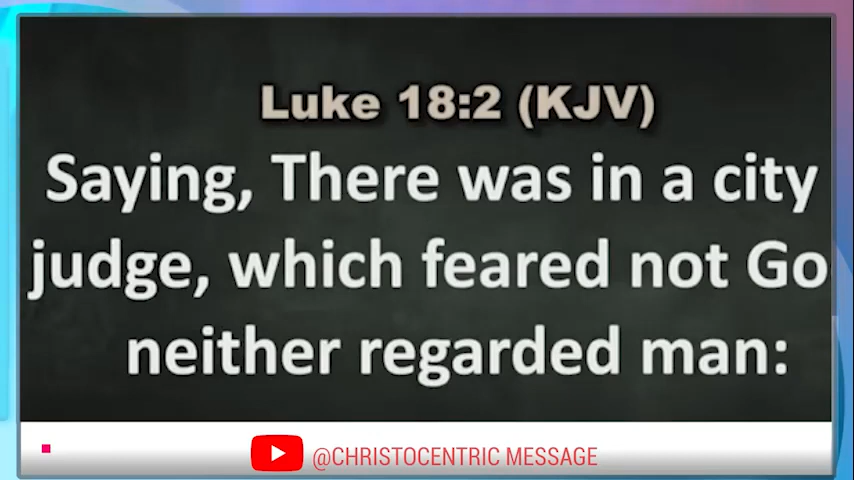 Luke 18:2 (KJV)
Saying, There was in a city
judge, which feared not Go
neither regarded man:
@CHRISTOCENTRIC MESSAGE